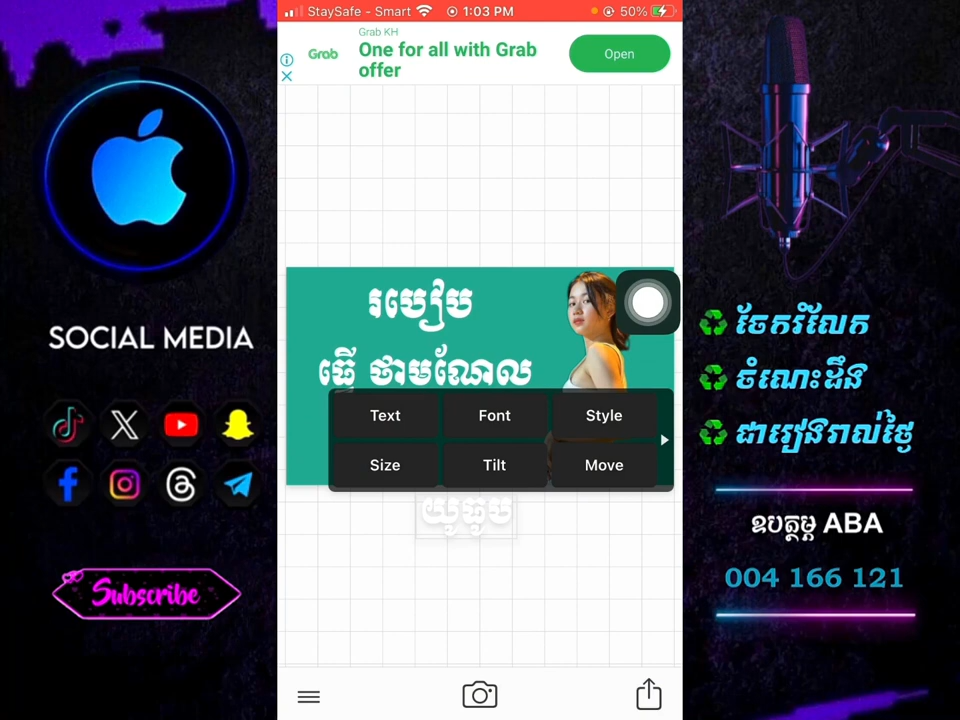 StaySafe - Smart 1:03 PM 50%
Grab KH
Grab One for all with Grab offer Open
របៀប
ធ្វើ ថាមណែល
Text Font Style
Size Tilt Move
យូធូប
SOCIAL MEDIA
Subscribe
ចែករំលែក
ចំណេះដឹង
ជារៀងរាល់ថ្ងៃ
ឧបត្ថម្ភ ABA
004 166 121